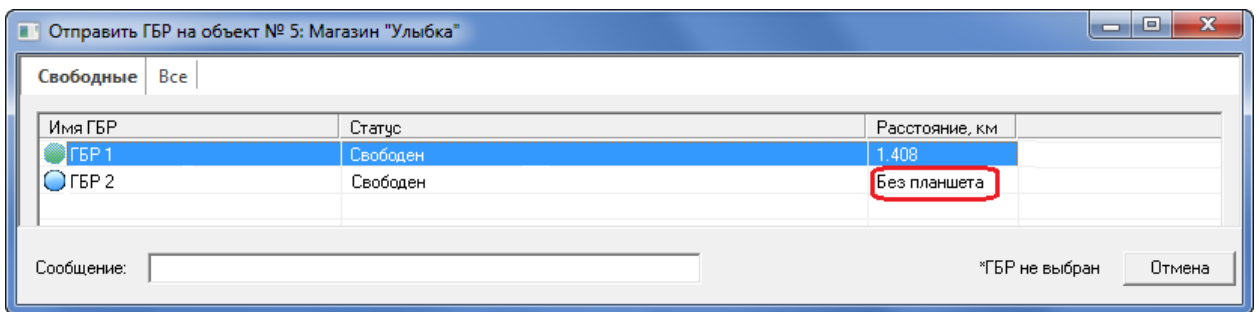 Отправить ГБР на объект № 5: Магазин "Улыбка"
Свободные Все
Имя ГБР Статус Расстояние, км
ГБР 1 Свободен 1.408
ГБР 2 Свободен Без планшета
Сообщение: *ГБР не выбран Отмена